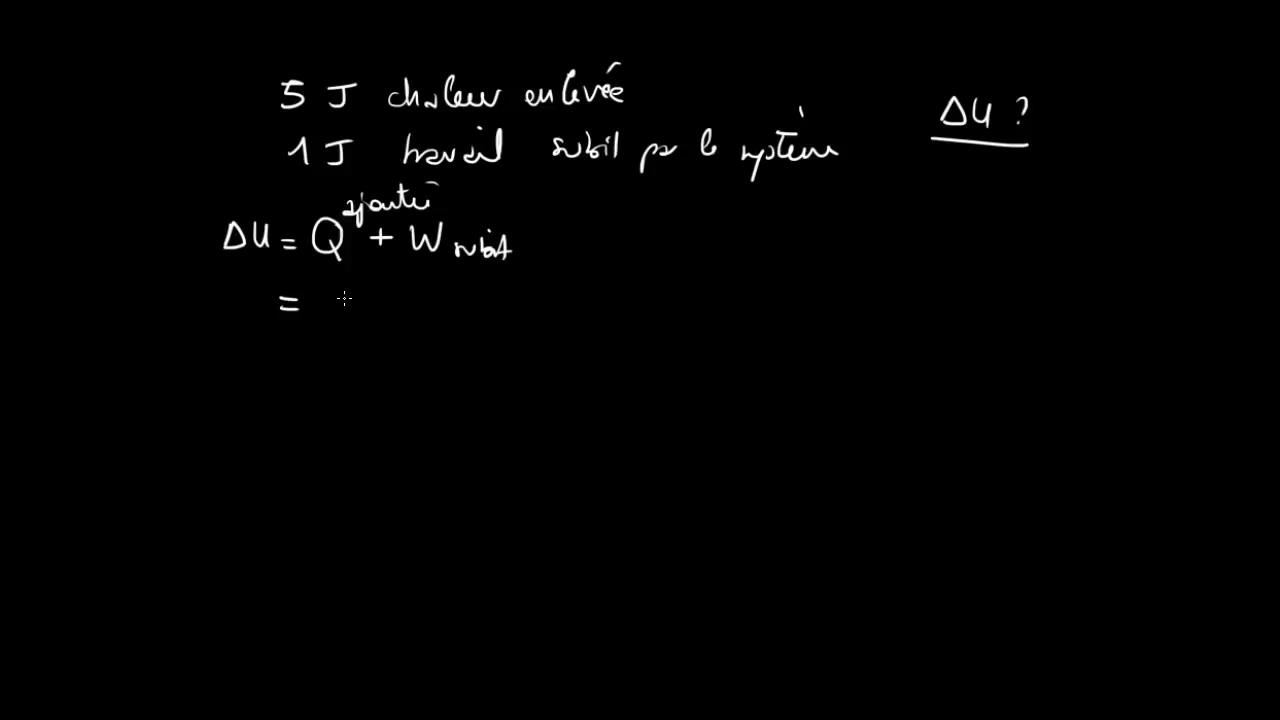 5 J chaleur enlevée
1 J travail subit par le système
ΔU ?
ΔU = Q ajoutée + W subit
=